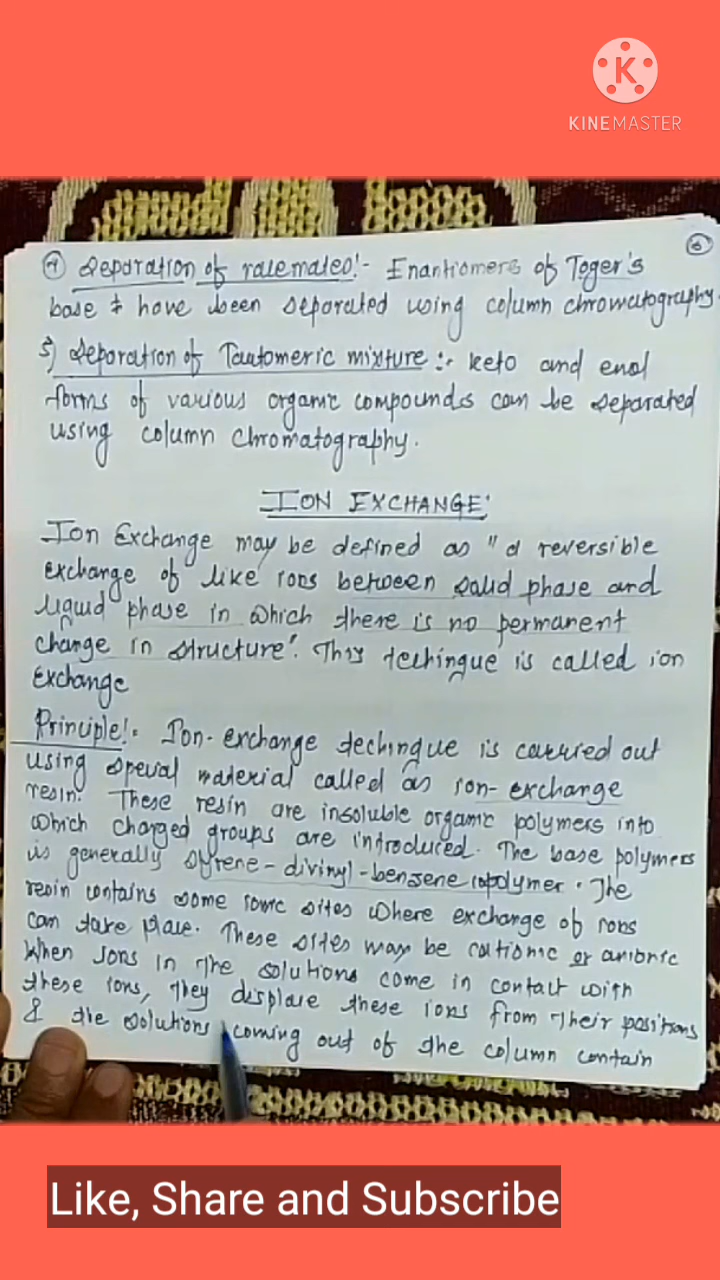 KINEMASTER
6
4) Separation of racemates:- Enantiomers of Toger's
base & have been separated using column chromatography.
5) Separation of Tautomeric mixture:- keto and enol
forms of various organic compounds can be separated
using column chromatography.
ION EXCHANGE:
Ion Exchange may be defined as "a reversible
exchange of like ions between solid phase and
liquid phase in which there is no permanent
change in structure". This techingue is called ion
Exchange
Principle:- Ion-exchange techingue is carried out
using special material called as ion-exchange
resin. These resin are insoluble organic polymers into
which charged groups are introduced. The base polymers
is generally styrene-divinyl-benzene copolymer. The
resin contains some ionic sites where exchange of ions
can take place. These sites may be cationic or anionic
When ions in the solutions come in contact with
these ions, they displace these ions from their positions
& the solutions coming out of the column contain
Like, Share and Subscribe